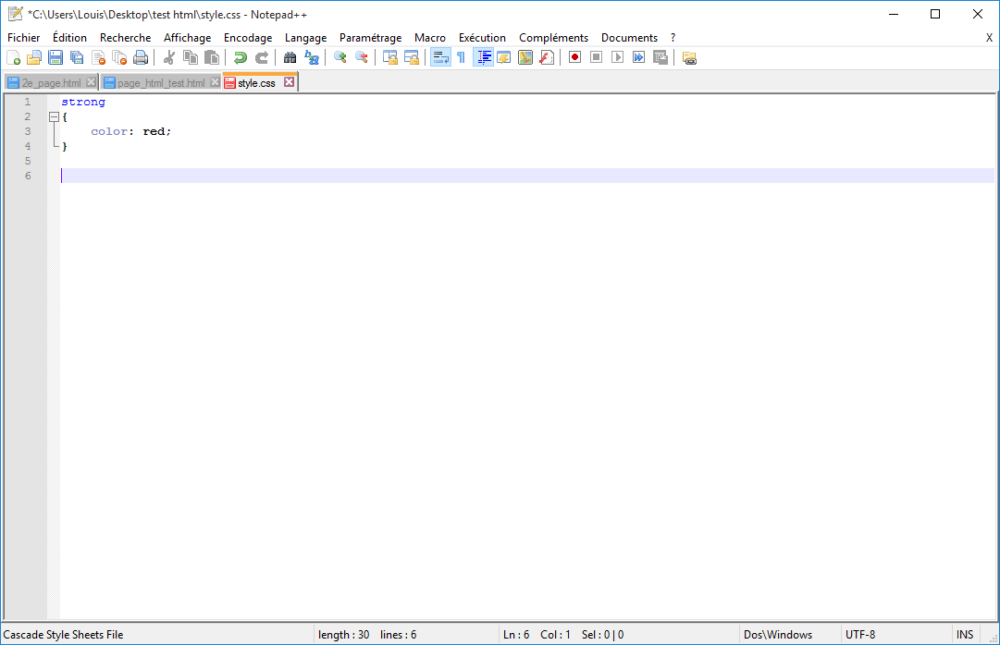 *C:\Users\Louis\Desktop\test html\style.css - Notepad++
Fichier Édition Recherche Affichage Encodage Langage Paramétrage Macro Exécution Compléments Documents ? X
2e_page.html page_html_test.html style.css
1 strong
2 {
3 color: red;
4 }
5
6
Cascade Style Sheets File length : 30 lines : 6 Ln : 6 Col : 1 Sel : 0 | 0 Dos\Windows UTF-8 INS